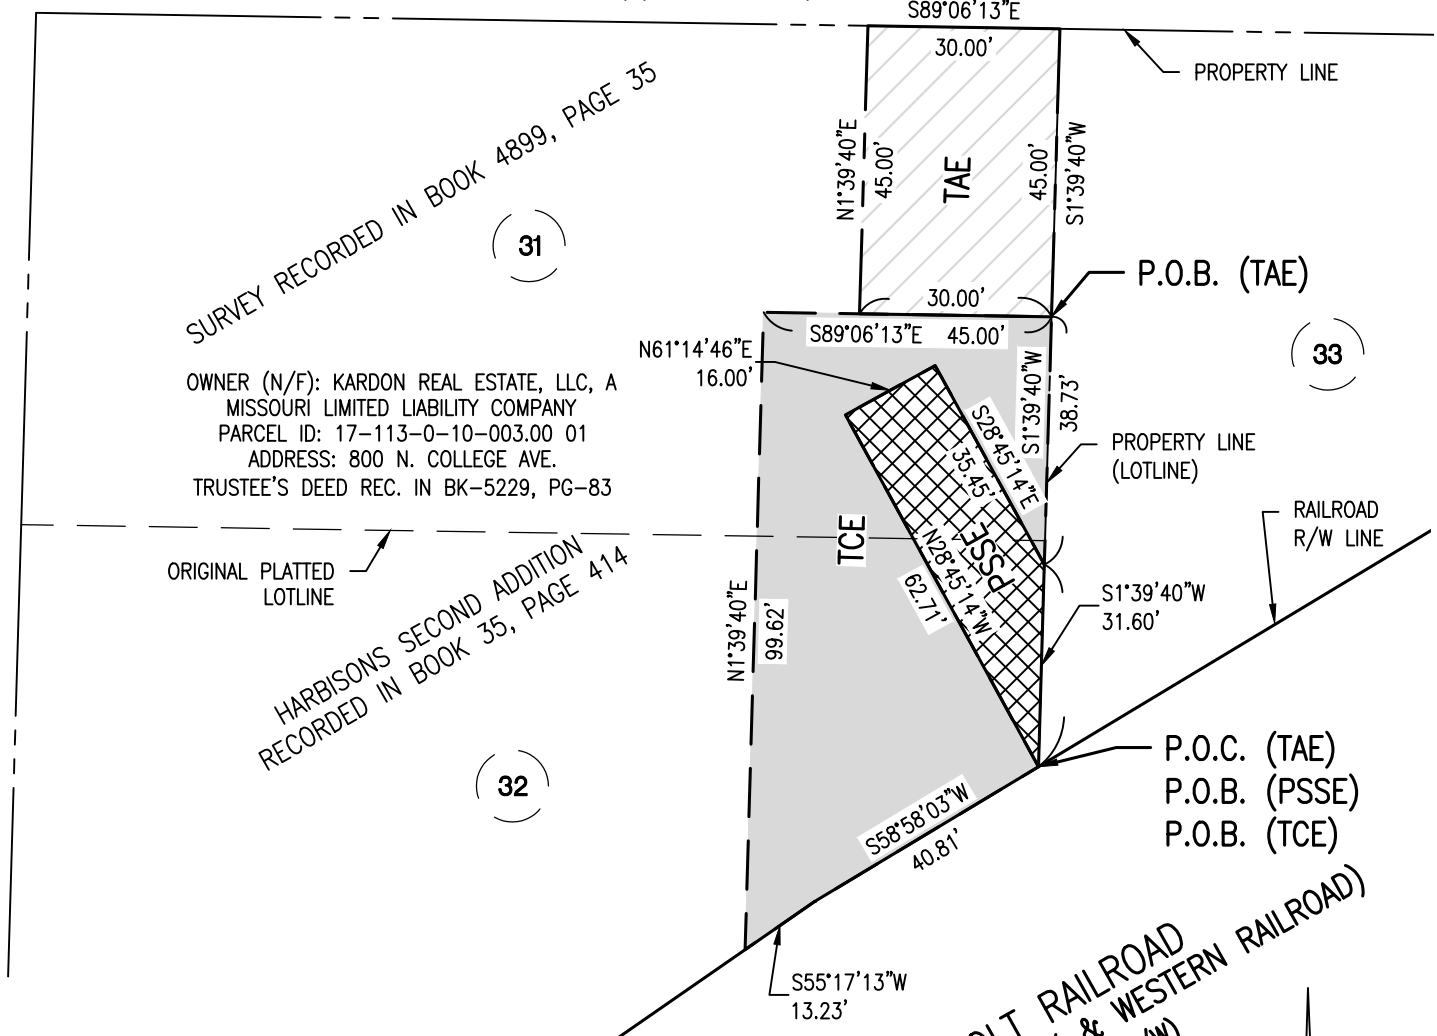 S89°06'13"E
30.00'
PROPERTY LINE
SURVEY RECORDED IN BOOK 4899, PAGE 35
31
N1°39'40"E
45.00'
TAE
45.00'
S1°39'40"W
P.O.B. (TAE)
30.00'
S89°06'13"E 45.00'
N61°14'46"E
16.00'
33
OWNER (N/F): KARDON REAL ESTATE, LLC, A
MISSOURI LIMITED LIABILITY COMPANY
PARCEL ID: 17-113-0-10-003.00 01
ADDRESS: 800 N. COLLEGE AVE.
TRUSTEE'S DEED REC. IN BK-5229, PG-83
S1°39'40"W
38.73'
S28°45'14"E
35.45'
PROPERTY LINE
(LOTLINE)
RAILROAD
R/W LINE
TCE
PSSE
N28°45'14"W
62.71'
ORIGINAL PLATTED
LOTLINE
HARBISONS SECOND ADDITION
RECORDED IN BOOK 35, PAGE 414
N1°39'40"E
99.62'
S1°39'40"W
31.60'
32
P.O.C. (TAE)
P.O.B. (PSSE)
P.O.B. (TCE)
S58°58'03"W
40.81'
S55°17'13"W
13.23'
RAILROAD
& WESTERN RAILROAD)